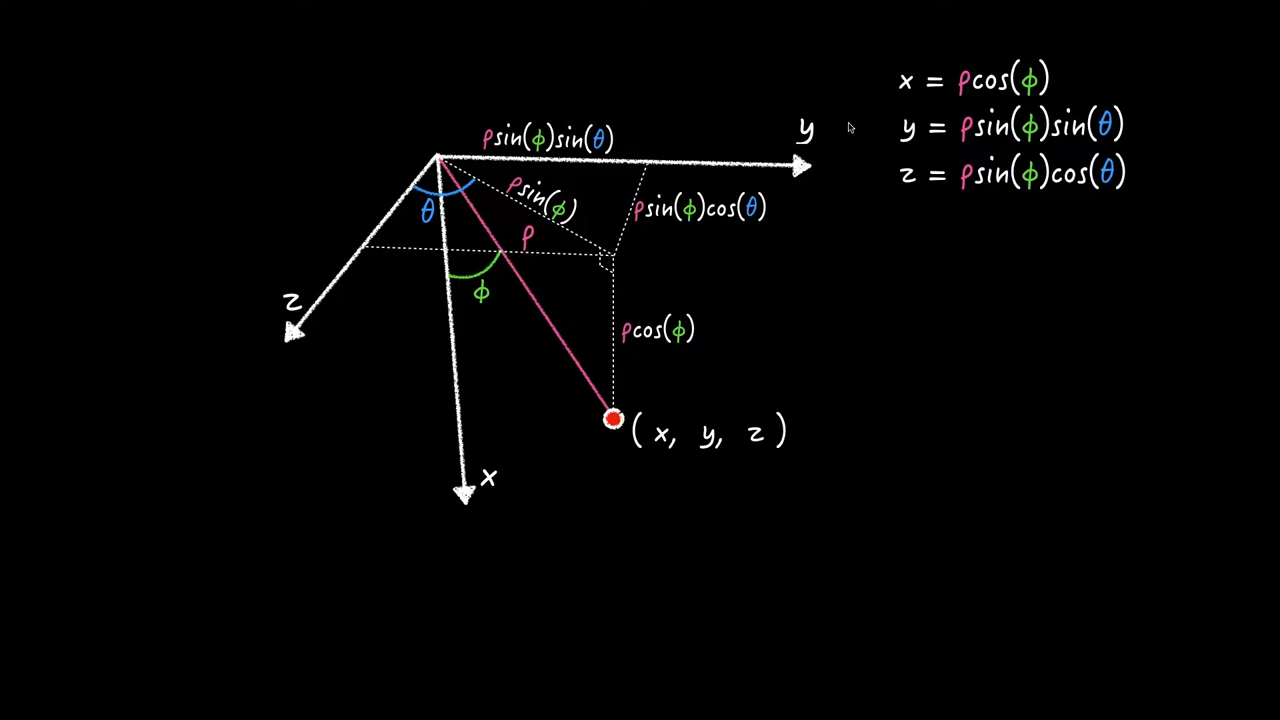 x = ρcos(ϕ)
y = ρsin(ϕ)sin(θ)
z = ρsin(ϕ)cos(θ)
ρsin(ϕ)sin(θ)
y
ρsin(ϕ)
ρsin(ϕ)cos(θ)
θ
ρ
ϕ
z
ρcos(ϕ)
(x, y, z)
x